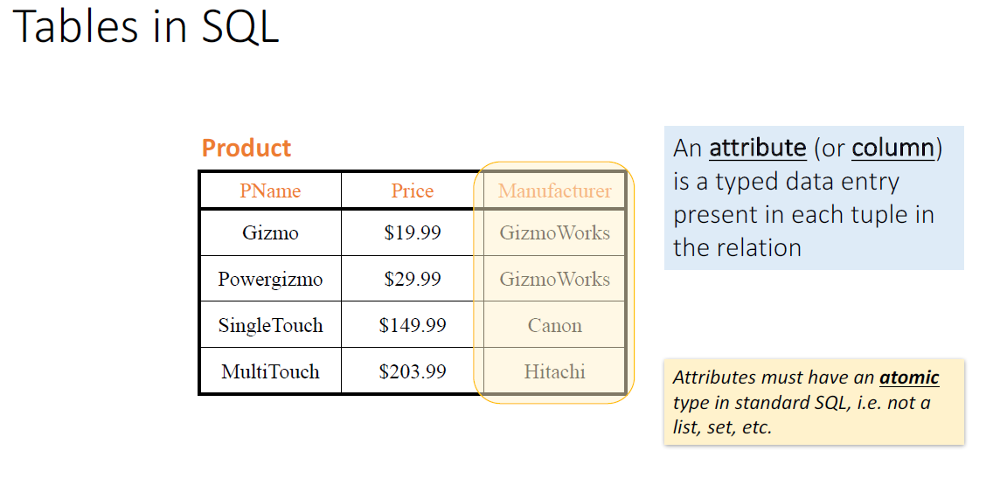 Tables in SQL
Product
PName Price Manufacturer
Gizmo $19.99 GizmoWorks
Powergizmo $29.99 GizmoWorks
SingleTouch $149.99 Canon
MultiTouch $203.99 Hitachi
An attribute (or column)
is a typed data entry
present in each tuple in
the relation
Attributes must have an atomic
type in standard SQL, i.e. not a
list, set, etc.